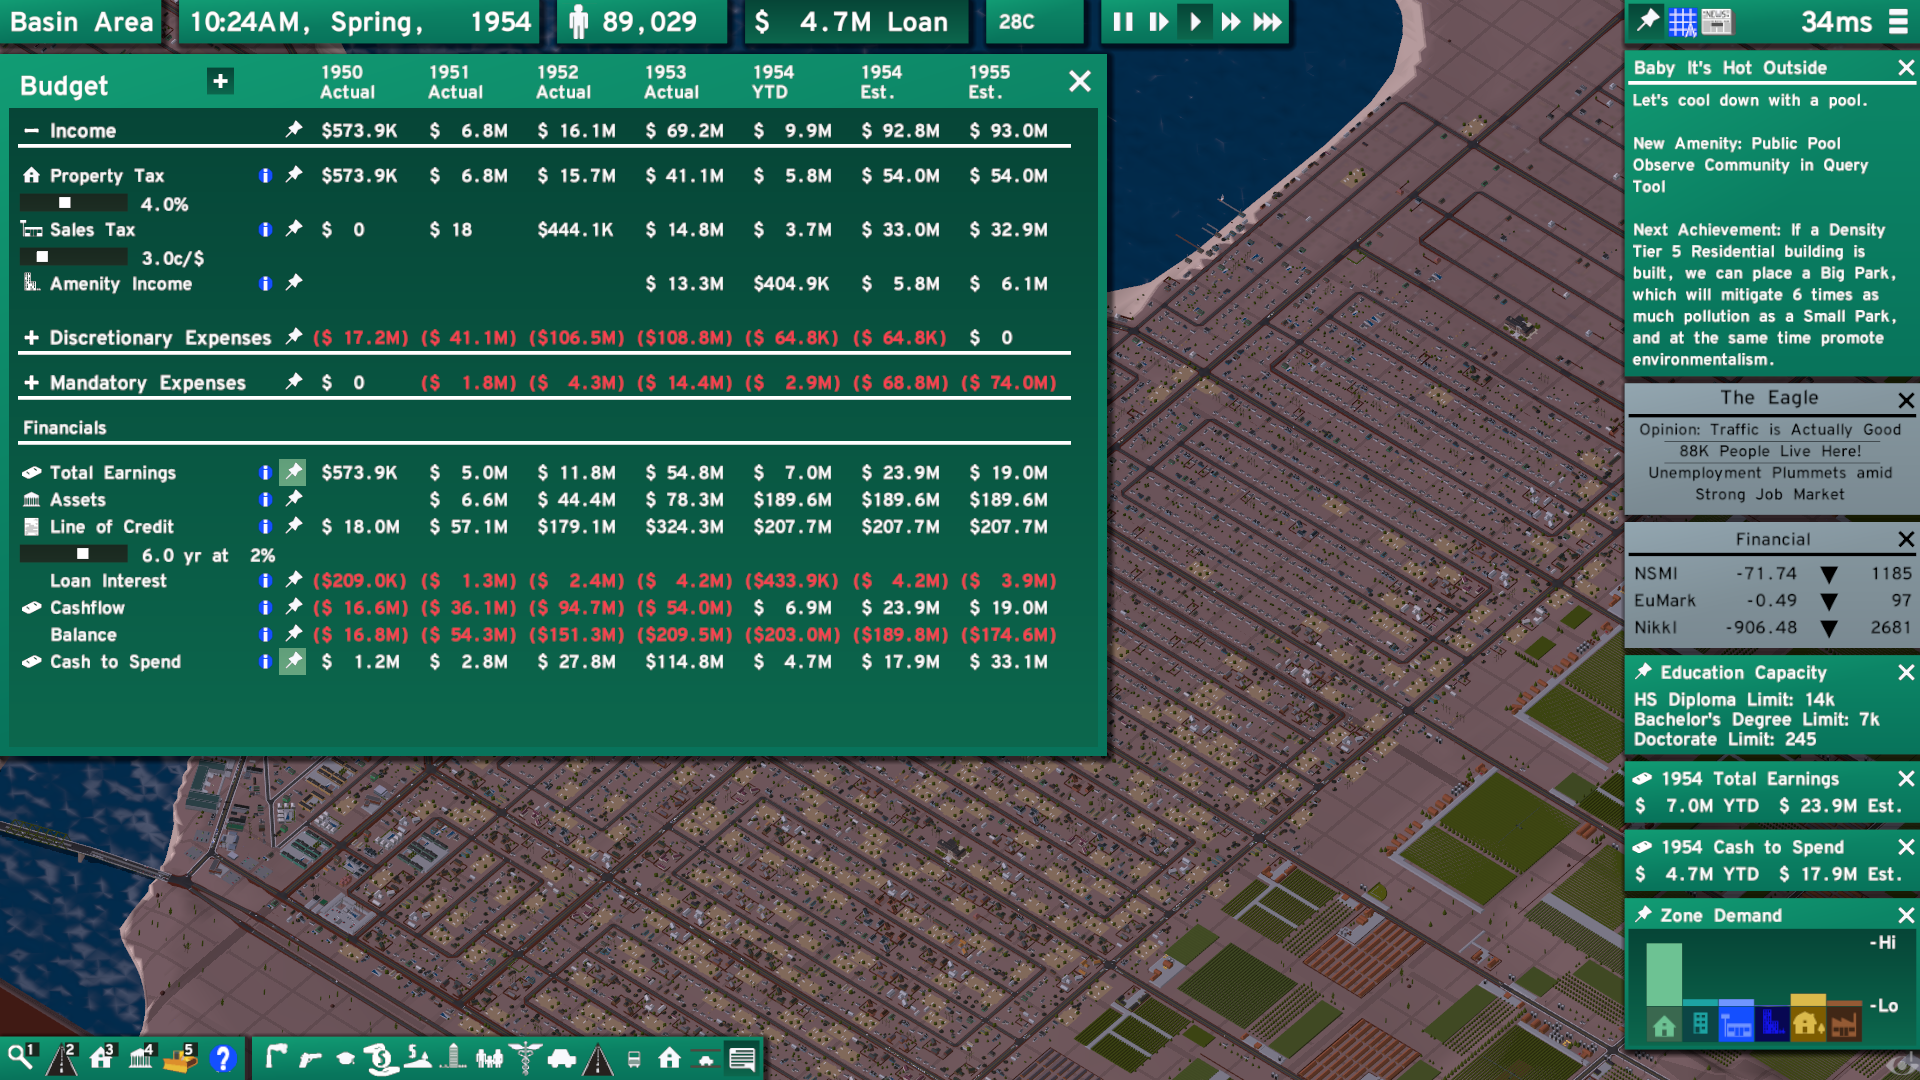 Basin Area
10:24AM, Spring, 1954
89,029
$ 4.7M Loan
28C
34ms
Budget
+
1950 Actual
1951 Actual
1952 Actual
1953 Actual
1954 YTD
1954 Est.
1955 Est.
Income $573.9K $ 6.8M $ 16.1M $ 69.2M $ 9.9M $ 92.8M $ 93.0M
Property Tax $573.9K $ 6.8M $ 15.7M $ 41.1M $ 5.8M $ 54.0M $ 54.0M
4.0%
Sales Tax $ 0 $ 18 $444.1K $ 14.8M $ 3.7M $ 33.0M $ 32.9M
3.0c/$
Amenity Income $ 13.3M $404.9K $ 5.8M $ 6.1M
+ Discretionary Expenses ($ 17.2M) ($ 41.1M) ($106.5M) ($108.8M) ($ 64.8K) ($ 64.8K) $ 0
+ Mandatory Expenses $ 0 ($ 1.8M) ($ 4.3M) ($ 14.4M) ($ 2.9M) ($ 68.8M) ($ 74.0M)
Financials
Total Earnings $573.9K $ 5.0M $ 11.8M $ 54.8M $ 7.0M $ 23.9M $ 19.0M
Assets $ 6.6M $ 44.4M $ 78.3M $189.6M $189.6M $189.6M
Line of Credit $ 18.0M $ 57.1M $179.1M $324.3M $207.7M $207.7M $207.7M
6.0 yr at 2%
Loan Interest ($209.0K) ($ 1.3M) ($ 2.4M) ($ 4.2M) ($433.9K) ($ 4.2M) ($ 3.9M)
Cashflow ($ 16.6M) ($ 36.1M) ($ 94.7M) ($ 54.0M) $ 6.9M $ 23.9M $ 19.0M
Balance ($ 16.8M) ($ 54.3M) ($151.3M) ($209.5M) ($203.0M) ($189.8M) ($174.6M)
Cash to Spend $ 1.2M $ 2.8M $ 27.8M $114.8M $ 4.7M $ 17.9M $ 33.1M
Baby It's Hot Outside
Let's cool down with a pool.
New Amenity: Public Pool
Observe Community in Query
Tool
Next Achievement: If a Density
Tier 5 Residential building is
built, we can place a Big Park,
which will mitigate 6 times as
much pollution as a Small Park,
and at the same time promote
environmentalism.
The Eagle
Opinion: Traffic is Actually Good
88K People Live Here!
Unemployment Plummets amid
Strong Job Market
Financial
NSMI -71.74 ▼ 1185
EuMark -0.49 ▼ 97
Nikkl -906.48 ▼ 2681
Education Capacity
HS Diploma Limit: 14k
Bachelor's Degree Limit: 7k
Doctorate Limit: 245
1954 Total Earnings
$ 7.0M YTD $ 23.9M Est.
1954 Cash to Spend
$ 4.7M YTD $ 17.9M Est.
Zone Demand
-Hi
-Lo
1 2 3 4 5 ?